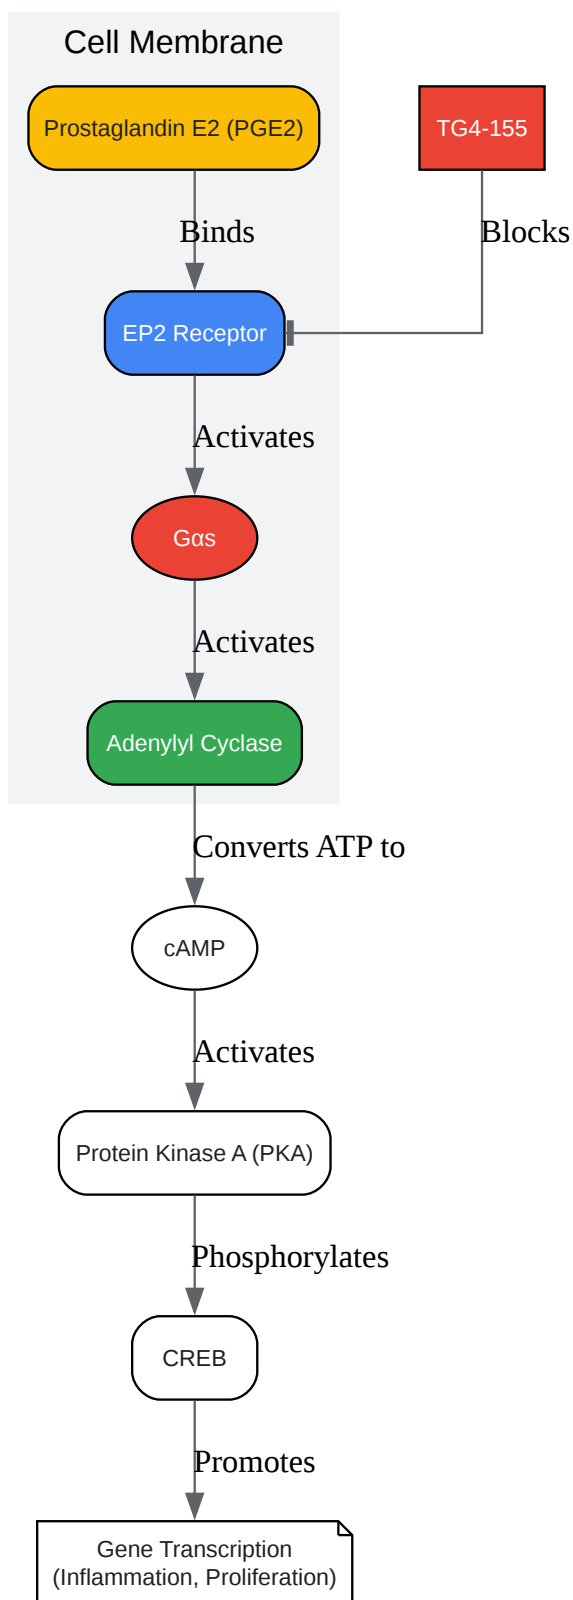 Cell Membrane
Prostaglandin E2 (PGE2)
TG4-155
Binds
Blocks
EP2 Receptor
Activates
Gαs
Activates
Adenylyl Cyclase
Converts ATP to
cAMP
Activates
Protein Kinase A (PKA)
Phosphorylates
CREB
Promotes
Gene Transcription
(Inflammation, Proliferation)